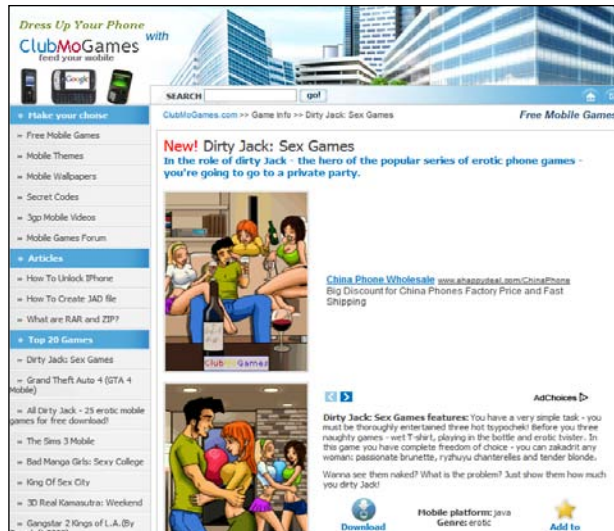 Dress Up Your Phone
with
ClubMoGames
feed your mobile
Google
SEARCH go!
Make your choise
Free Mobile Games
Mobile Themes
Mobile Wallpapers
Secret Codes
3gp Mobile Videos
Mobile Games Forum
Articles
How To Unlock IPhone
How To Create JAD file
What are RAR and ZIP?
Top 20 Games
Dirty Jack: Sex Games
Grand Theft Auto 4 (GTA 4
Mobile)
All Dirty Jack - 25 erotic mobile
games for free download!
The Sims 3 Mobile
Bad Manga Girls: Sexy College
King Of Sex City
3D Real Kamasutra: Weekend
Gangstar 2 Kings of L.A.(By
ClubMoGames.com >> Game Info >> Dirty Jack: Sex Games
Free Mobile Games
New! Dirty Jack: Sex Games
In the role of dirty Jack - the hero of the popular series of erotic phone games -
you're going to go to a private party.
ClubMoGames
China Phone Wholesale www.ahappydeal.com/ChinaPhone
Big Discount for China Phones Factory Price and Fast
Shipping
AdChoices
Dirty Jack: Sex Games features: You have a very simple task - you
must be thoroughly entertained three hot tsypochek! Before you three
naughty games - wet T-shirt, playing in the bottle and erotic twister. In
this game you have complete freedom of choice - you can zakadrit any
woman: passionate brunette, ryzhuyu chanterelles and tender blonde.
Wanna see them naked? What is the problem? Just show them how much
you dirty Jack!
Download
Mobile platform: java
Genre: erotic
Add to